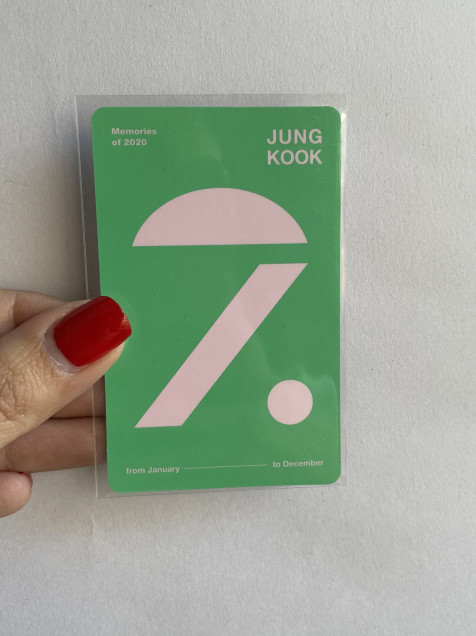 Memories
of 2020
JUNG
KOOK
from January
to December